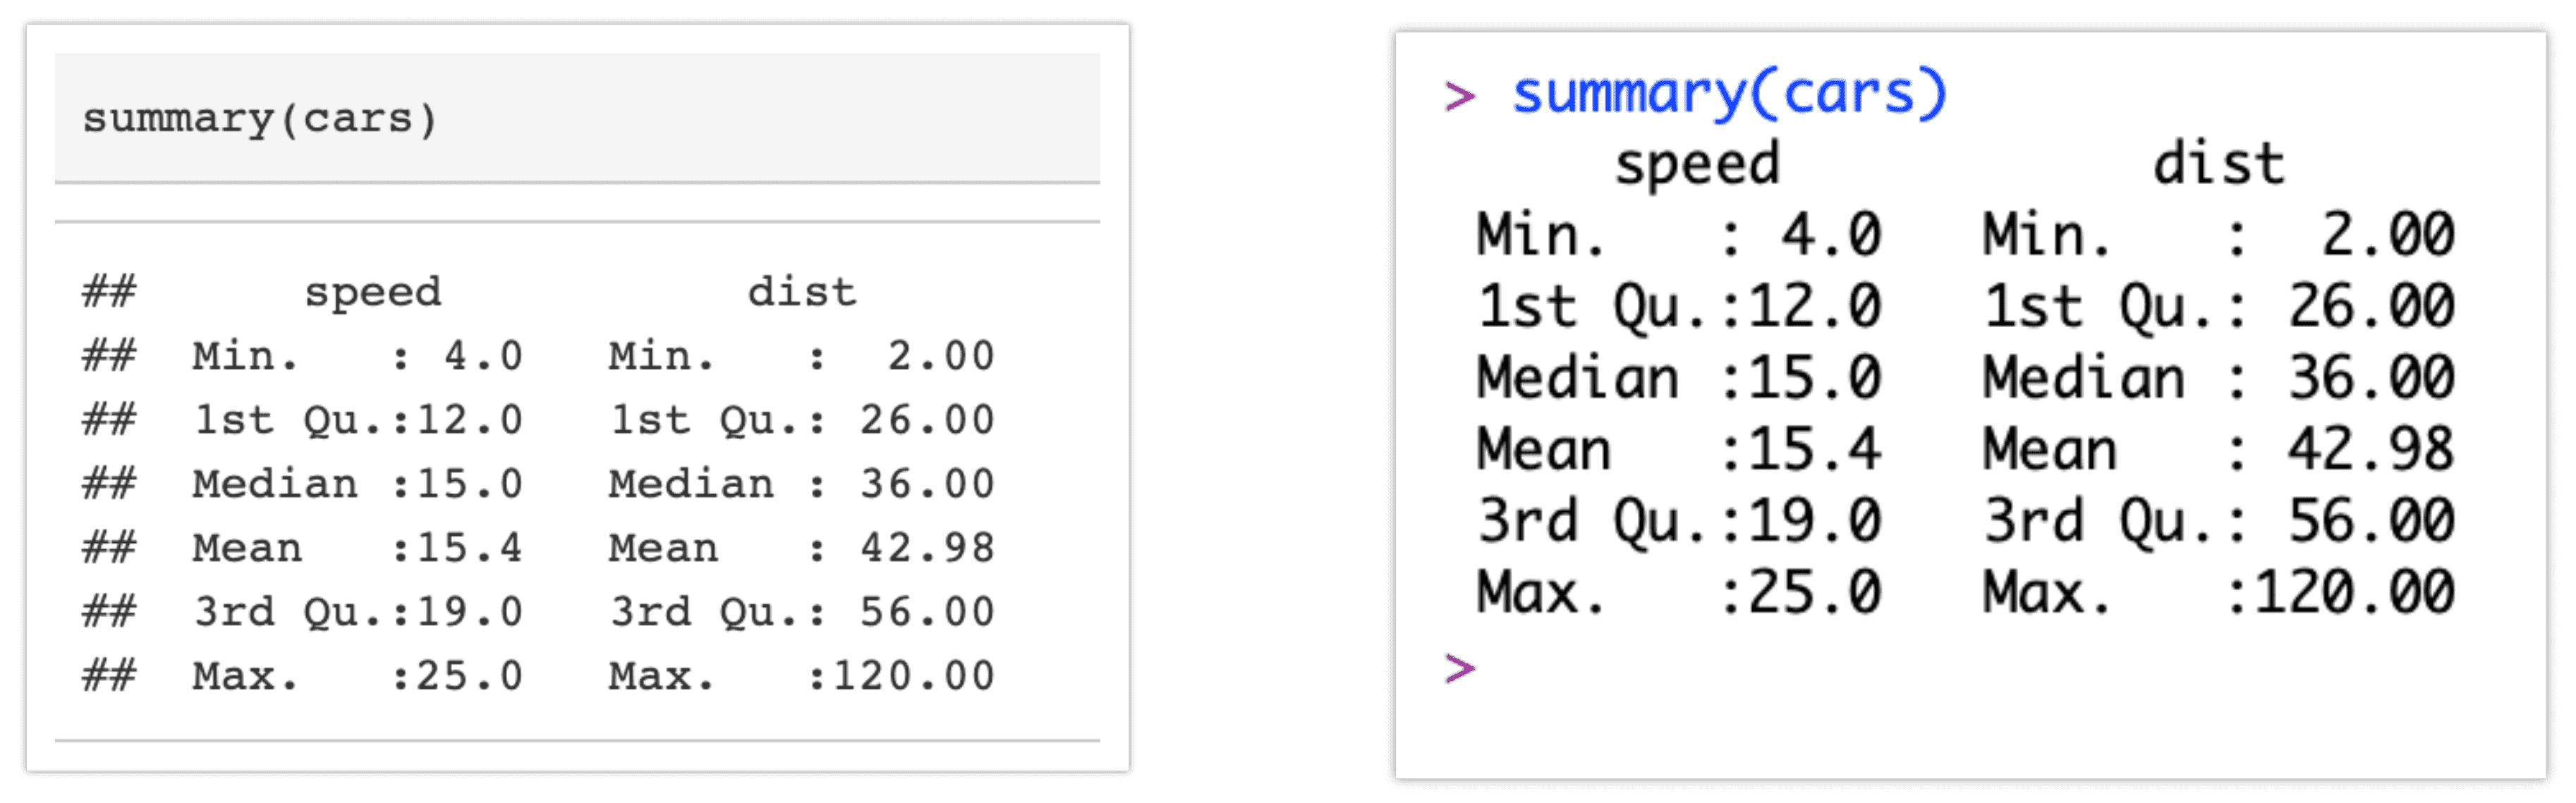 summary(cars)
##      speed           dist
##  Min.   : 4.0   Min.   :  2.00
##  1st Qu.:12.0   1st Qu.: 26.00
##  Median :15.0   Median : 36.00
##  Mean   :15.4   Mean   : 42.98
##  3rd Qu.:19.0   3rd Qu.: 56.00
##  Max.   :25.0   Max.   :120.00
> summary(cars)
     speed           dist
 Min.   : 4.0   Min.   :  2.00
 1st Qu.:12.0   1st Qu.: 26.00
 Median :15.0   Median : 36.00
 Mean   :15.4   Mean   : 42.98
 3rd Qu.:19.0   3rd Qu.: 56.00
 Max.   :25.0   Max.   :120.00
>